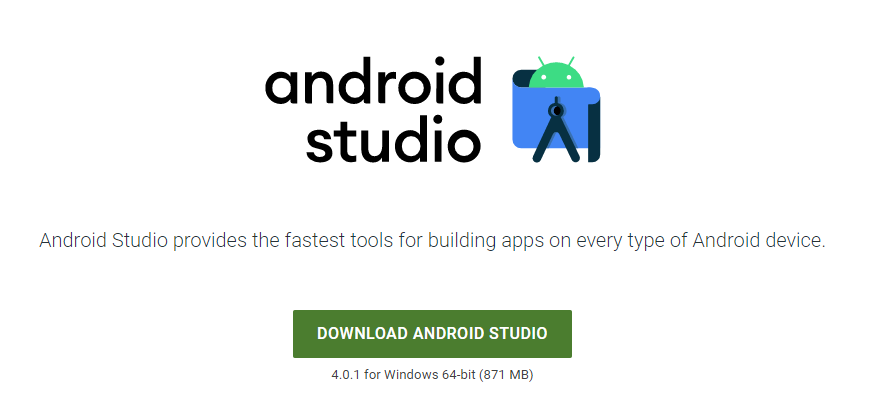 android
studio
Android Studio provides the fastest tools for building apps on every type of Android device.
DOWNLOAD ANDROID STUDIO
4.0.1 for Windows 64-bit (871 MB)